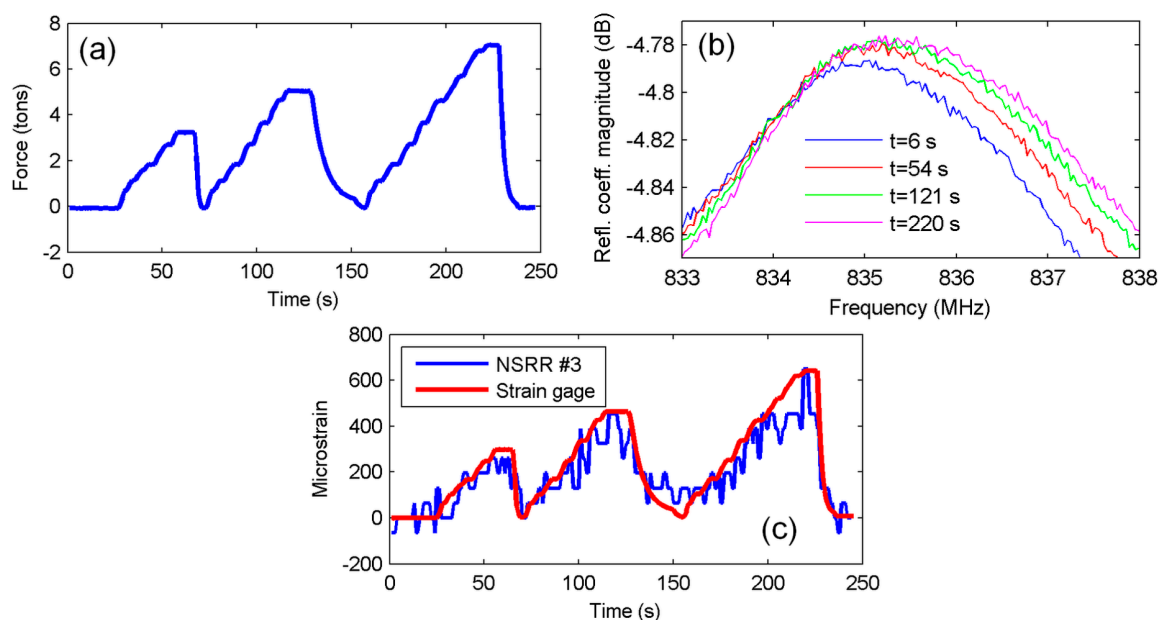 (a)
Force (tons)
8
6
4
2
0
-2
0 50 100 150 200 250
Time (s)
(b)
Refl. coeff. magnitude (dB)
-4.78
-4.8
-4.82
-4.84
-4.86
t=6 s
t=54 s
t=121 s
t=220 s
833 834 835 836 837 838
Frequency (MHz)
(c)
Microstrain
800
600
400
200
0
-200
NSRR #3
Strain gage
0 50 100 150 200 250
Time (s)